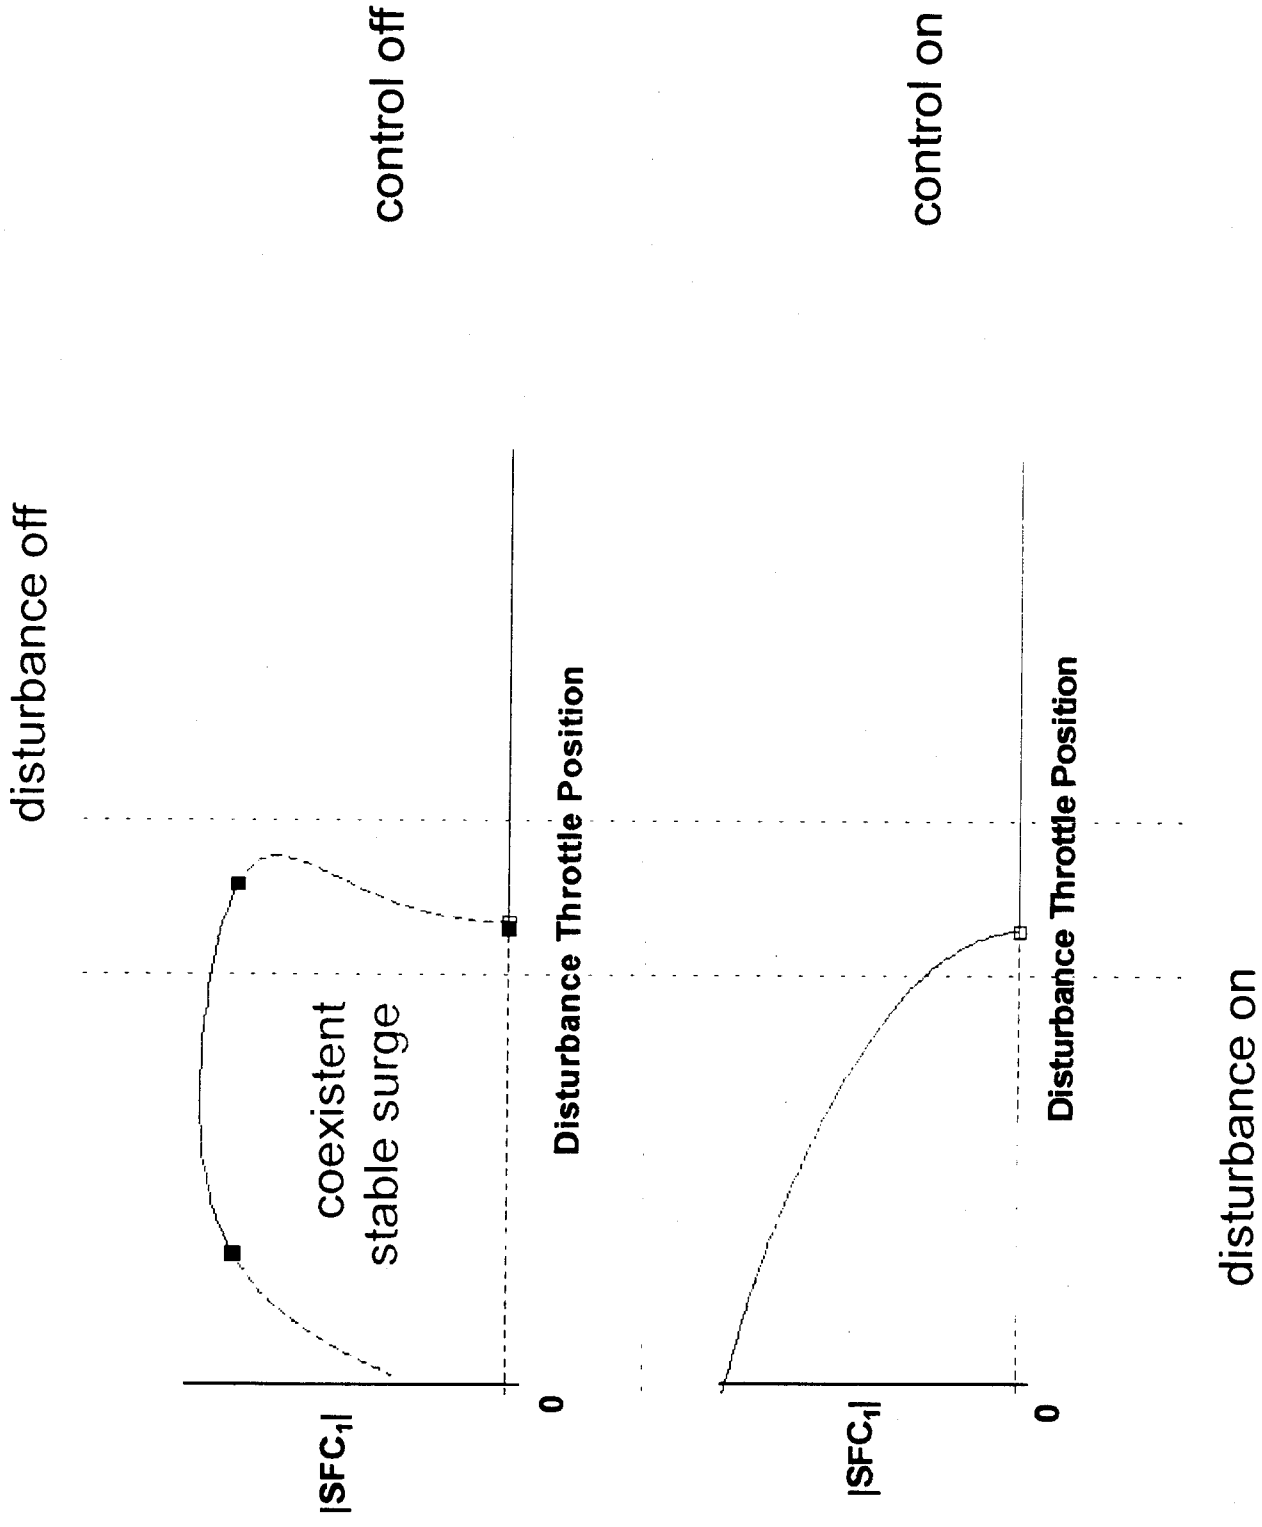 disturbance off
|SFC₁|
coexistent
stable surge
control off
0
Disturbance Throttle Position
|SFC₁|
control on
0
Disturbance Throttle Position
disturbance on